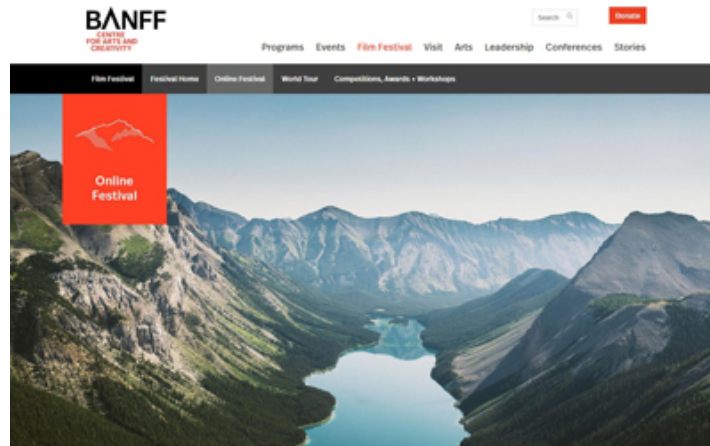 BANFF
CENTRE
FOR ARTS AND
CREATIVITY
Search
Donate
Programs Events Film Festival Visit Arts Leadership Conferences Stories
Film Festival Festival Home Online Festival World Tour Competitions, Awards + Workshops
Online
Festival